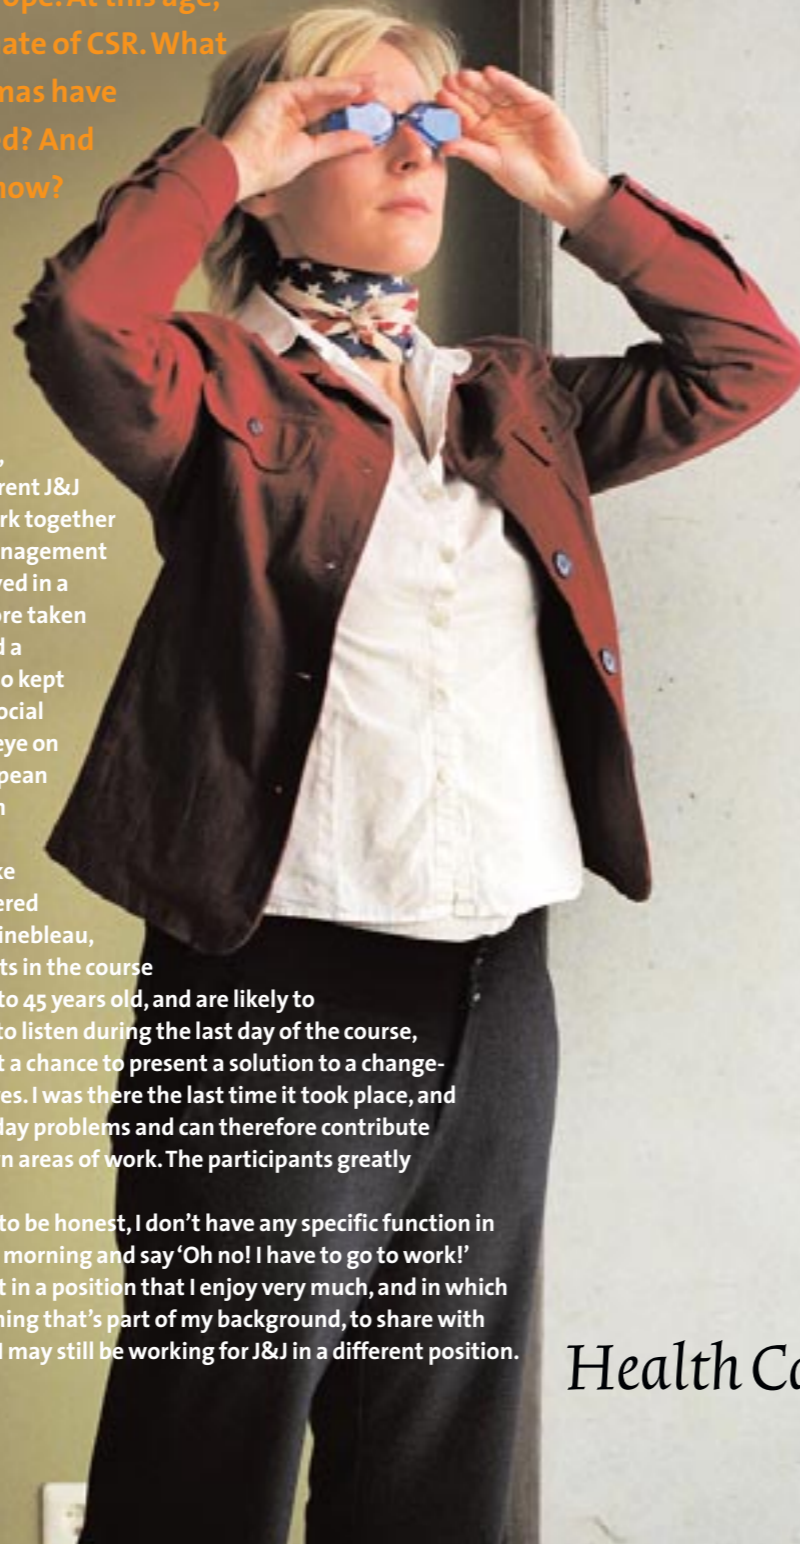 ope. At this age,
ate of CSR. What
mas have
d? And
now?
,
rent J&J
rk together
nagement
ved in a
ore taken
d a
o kept
ocial
eye on
pean
n
ke
ered
inebleau,
ts in the course
to 45 years old, and are likely to
to listen during the last day of the course,
t a chance to present a solution to a change-
es. I was there the last time it took place, and
day problems and can therefore contribute
n areas of work. The participants greatly
to be honest, I don’t have any specific function in
morning and say ‘Oh no! I have to go to work!’
t in a position that I enjoy very much, and in which
hing that’s part of my background, to share with
I may still be working for J&J in a different position.
Health Ca